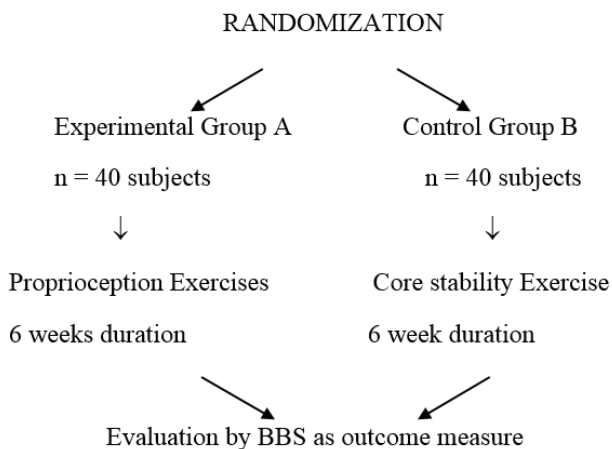 RANDOMIZATION
Experimental Group A
Control Group B
n = 40 subjects
n = 40 subjects
↓
↓
Proprioception Exercises
Core stability Exercise
6 weeks duration
6 week duration
Evaluation by BBS as outcome measure